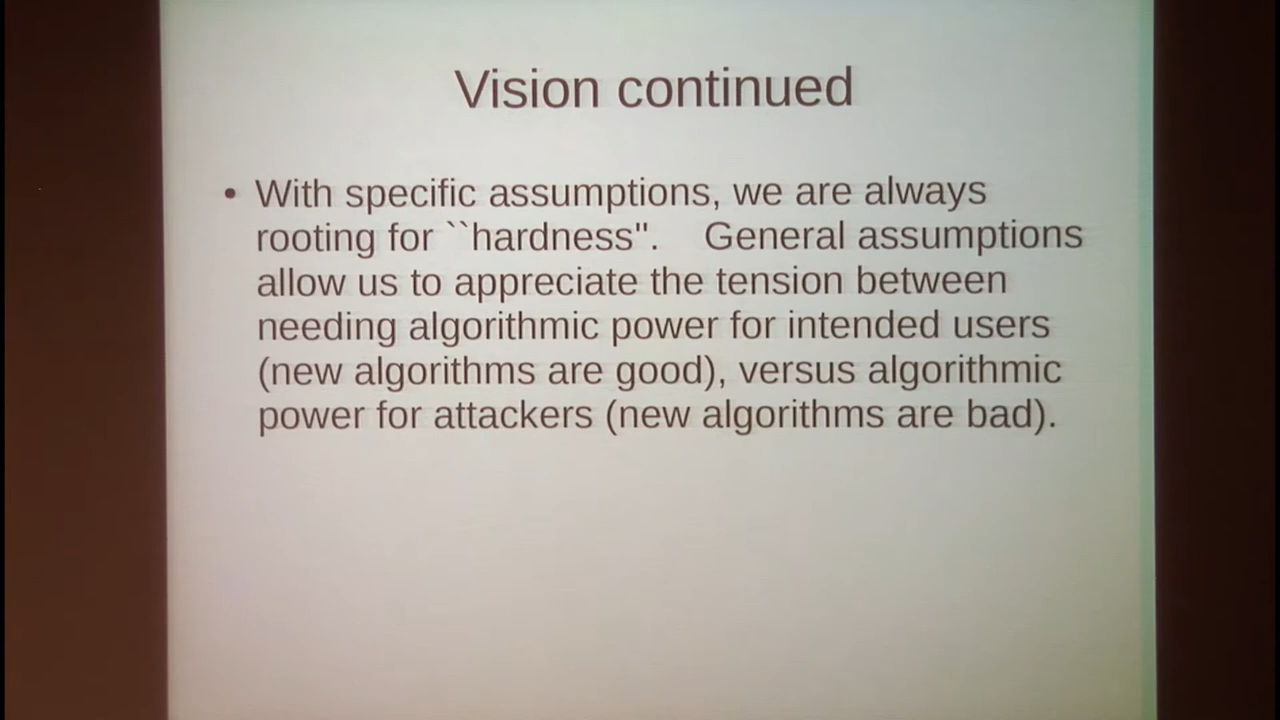 Vision continued
• With specific assumptions, we are always
rooting for ``hardness". General assumptions
allow us to appreciate the tension between
needing algorithmic power for intended users
(new algorithms are good), versus algorithmic
power for attackers (new algorithms are bad).